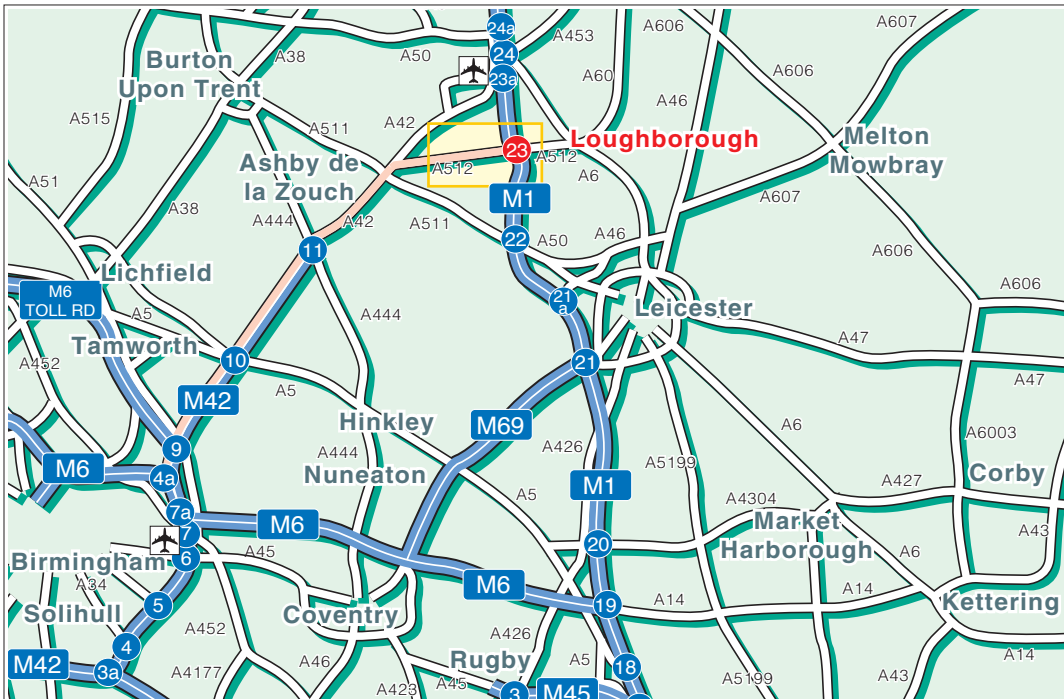 24a
A606
A607
A453
A38
A50
24
Burton
Upon Trent
23a
A60
A606
A46
A515
A511
A42
23
Loughborough
Melton
Mowbray
A512
A512
Ashby de
la Zouch
A6
A51
A38
A444
A42
A511
M1
A607
22
A50
A46
A606
11
Lichfield
M6
TOLL RD
A5
21
a
Leicester
A606
A444
Tamworth
A47
A452
10
21
A47
A5
M42
Hinkley
M69
A6
A6003
A426
9
A444
M6
4a
Nuneaton
A5199
Corby
M1
A427
A5
A4304
7a
M6
Market
Harborough
A43
7
20
Birmingham
6
A45
A6
A34
M6
5
19
A14
A14
Kettering
Solihull
Coventry
A452
4
A426
M42
3a
A46
Rugby
A5
18
A14
A4177
A423
A45
3
M45
A5199
A43